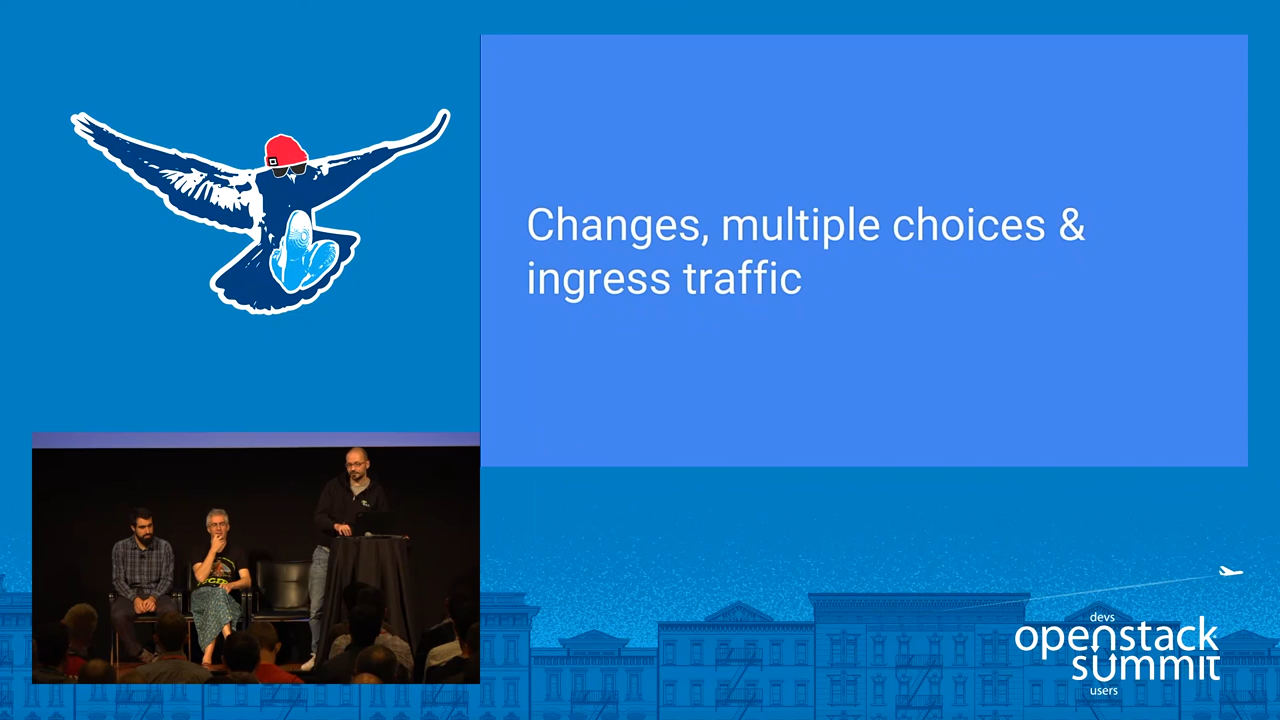 Changes, multiple choices &
ingress traffic
devs
openstack
summit
users